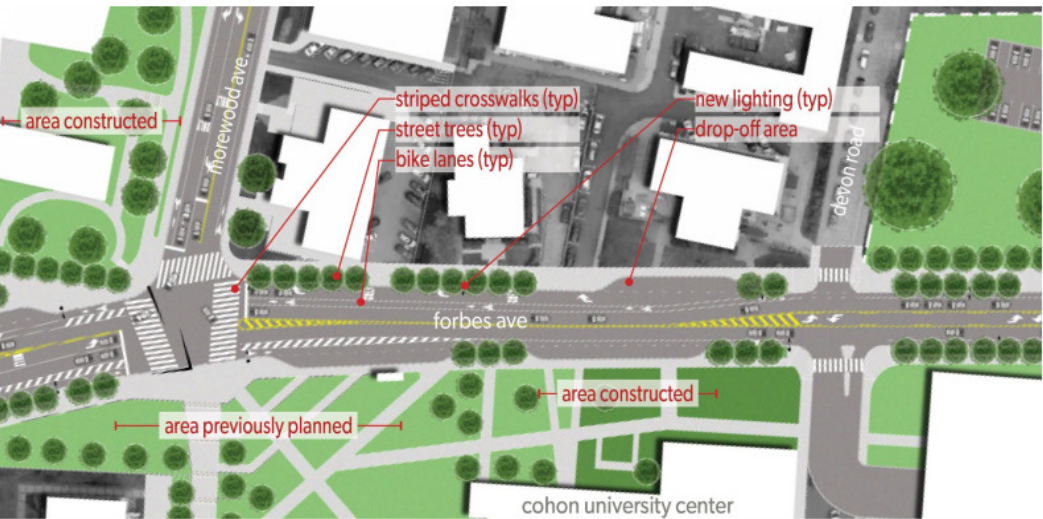 morewood ave.
striped crosswalks (typ)
new lighting (typ)
area constructed
street trees (typ)
drop-off area
bike lanes (typ)
devon road
forbes ave
area constructed
area previously planned
cohon university center